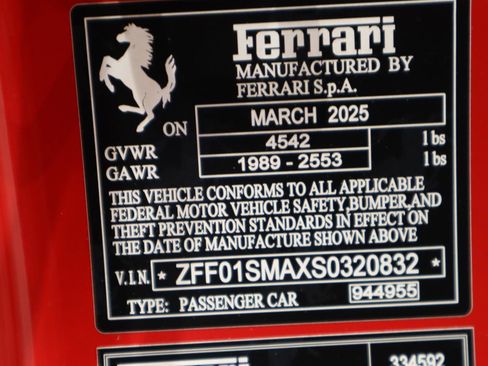 Ferrari
MANUFACTURED BY
FERRARI S.p.A.
ON MARCH 2025
GVWR 4542 lbs
GAWR 1989 - 2553 lbs
THIS VEHICLE CONFORMS TO ALL APPLICABLE
FEDERAL MOTOR VEHICLE SAFETY, BUMPER, AND
THEFT PREVENTION STANDARDS IN EFFECT ON
THE DATE OF MANUFACTURE SHOWN ABOVE
V.I.N. * ZFF01SMAXS0320832 *
TYPE: PASSENGER CAR 944955
334592